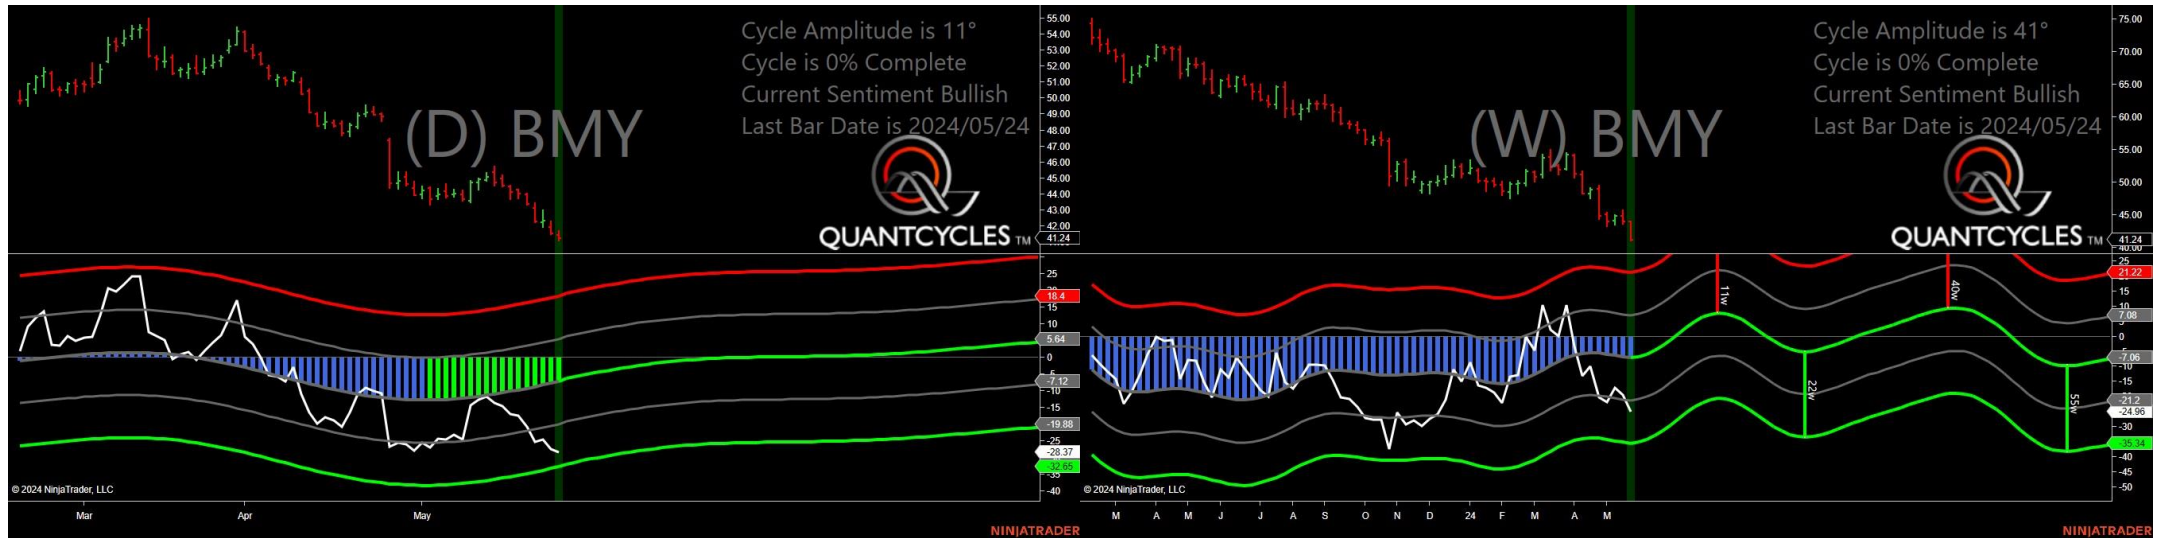 Cycle Amplitude is 11°
Cycle is 0% Complete
Current Sentiment Bullish
Last Bar Date is 2024/05/24
(D) BMY
QUANTCYCLES TM
55.00
54.00
53.00
52.00
51.00
50.00
49.00
48.00
47.00
46.00
45.00
44.00
43.00
42.00
41.24
25
18.4
15
10
5.64
0
-5
-7.12
-10
-15
-19.88
-25
-28.37
-32.65
-40
© 2024 NinjaTrader, LLC
Mar
Apr
May
NINJATRADER
Cycle Amplitude is 41°
Cycle is 0% Complete
Current Sentiment Bullish
Last Bar Date is 2024/05/24
(W) BMY
QUANTCYCLES TM
75.00
70.00
65.00
60.00
55.00
50.00
45.00
41.24
40.00
25
21.22
15
10
7.08
0
-7.06
-10
-15
-21.2
-24.96
-30
-35.34
-40
-45
-50
11w
22w
40w
55w
© 2024 NinjaTrader, LLC
M A M J J A S O N D 24 F M A M
NINJATRADER